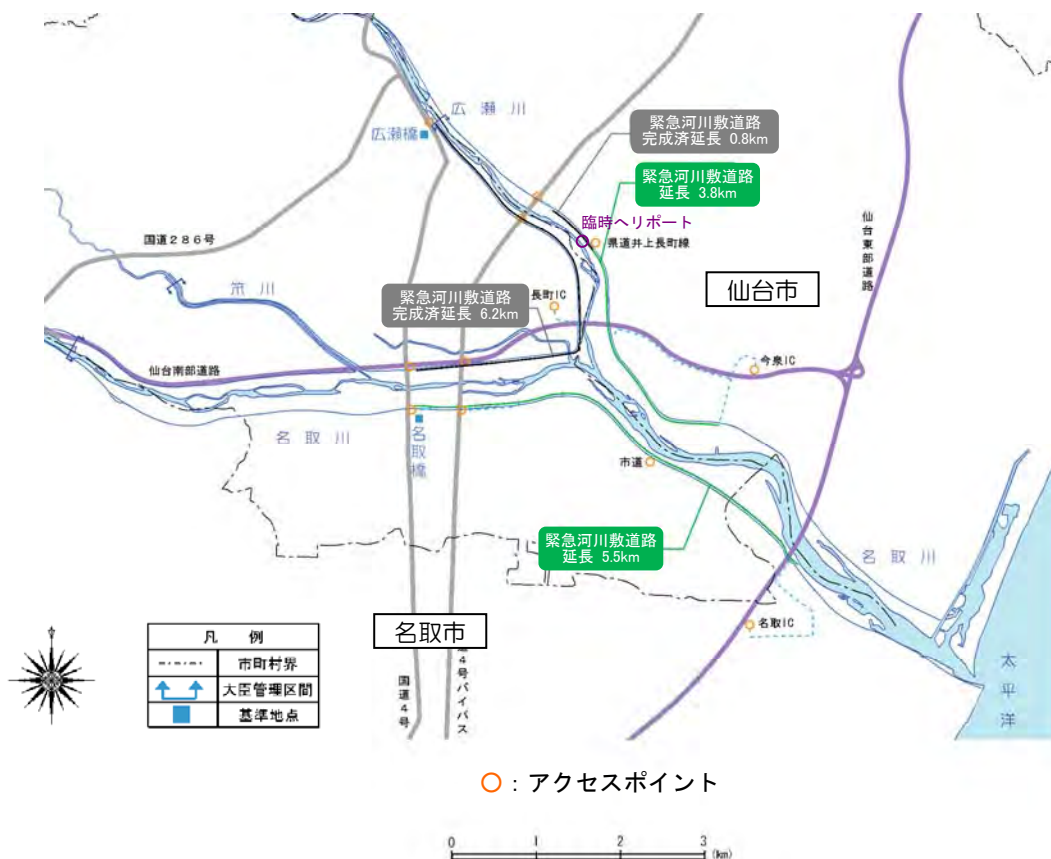 広瀬川
広瀬橋
緊急河川敷道路
完成済延長 0.8km
緊急河川敷道路
延長 3.8km
臨時ヘリポート
県道井上長町線
仙台東部道路
国道286号
仙台市
笊川
緊急河川敷道路
完成済延長 6.2km
長町IC
今泉IC
仙台南部道路
名取川
名取橋
市道
緊急河川敷道路
延長 5.5km
名取川
名取市
名取IC
国道4号
道4号バイパス
太平洋
凡 例
市町村界
大臣管理区間
基準地点
：アクセスポイント
0 1 2 3 (km)